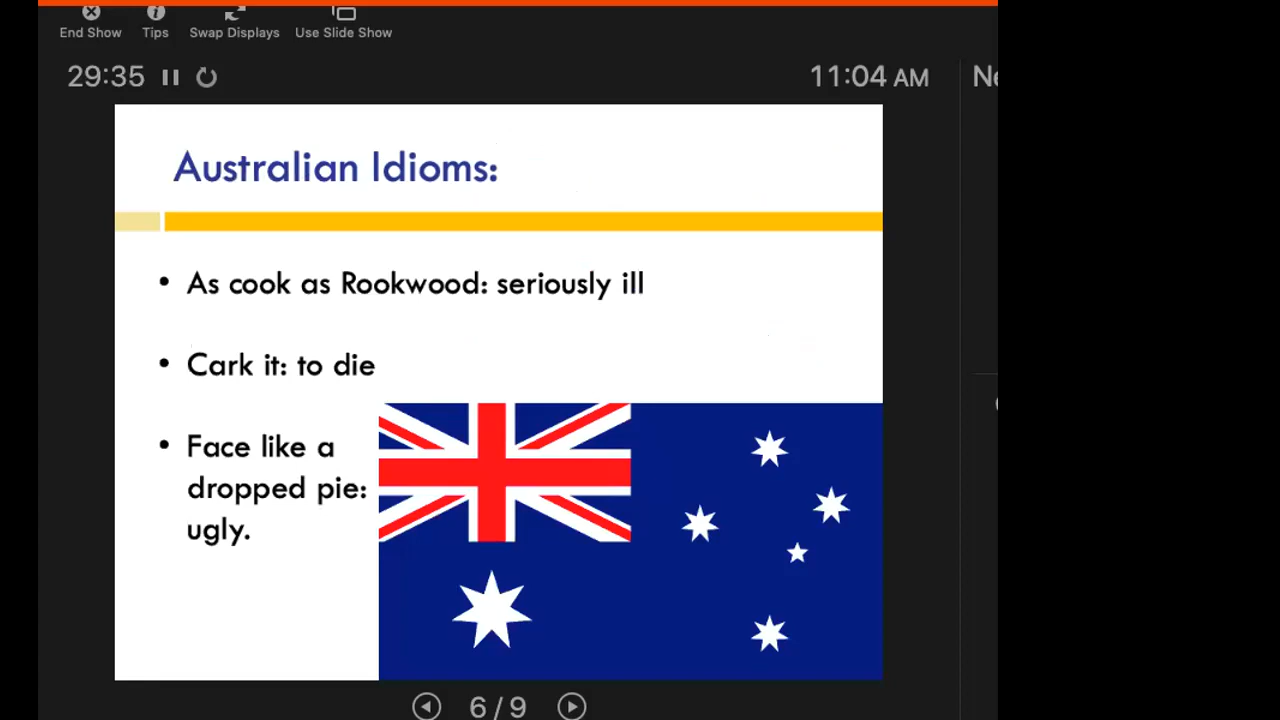 End Show Tips Swap Displays Use Slide Show
29:35 11:04 AM
Australian Idioms:
• As cook as Rookwood: seriously ill
• Cark it: to die
• Face like a
dropped pie:
ugly.
6/9